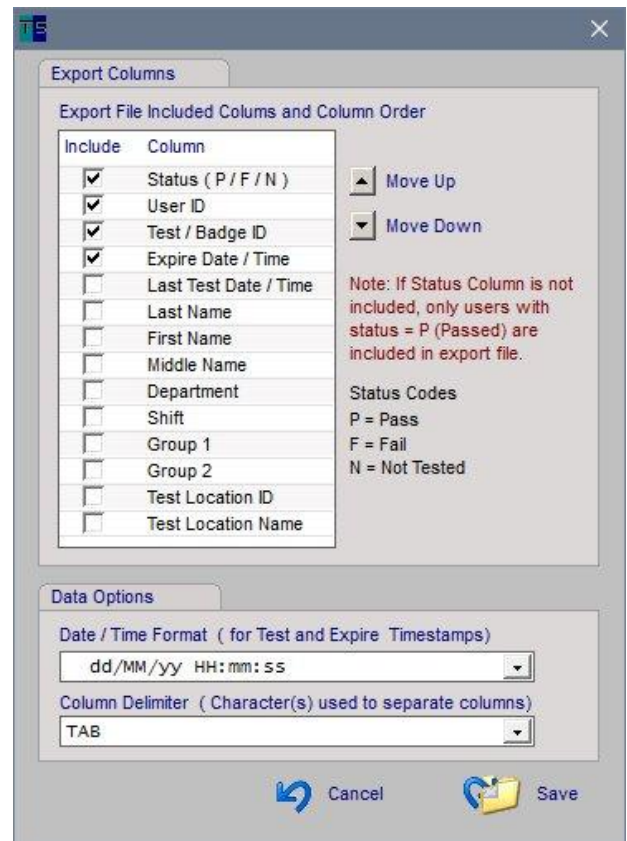 TS
Export Columns
Export File Included Colums and Column Order
Include Column
Status ( P / F / N )
User ID
Test / Badge ID
Expire Date / Time
Last Test Date / Time
Last Name
First Name
Middle Name
Department
Shift
Group 1
Group 2
Test Location ID
Test Location Name
Move Up
Move Down
Note: If Status Column is not
included, only users with
status = P (Passed) are
included in export file.
Status Codes
P = Pass
F = Fail
N = Not Tested
Data Options
Date / Time Format ( for Test and Expire Timestamps)
dd/MM/yy HH:mm:ss
Column Delimiter ( Character(s) used to separate columns)
TAB
Cancel
Save